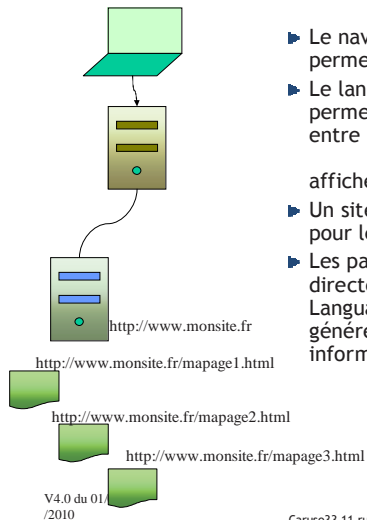 Le nav
perme
Le lan
perme
entre
affiche
Un site
pour le
Les pa
directe
Langua
génére
inform
http://www.monsite.fr
http://www.monsite.fr/mapage1.html
http://www.monsite.fr/mapage2.html
http://www.monsite.fr/mapage3.html
V4.0 du 01/
/2010